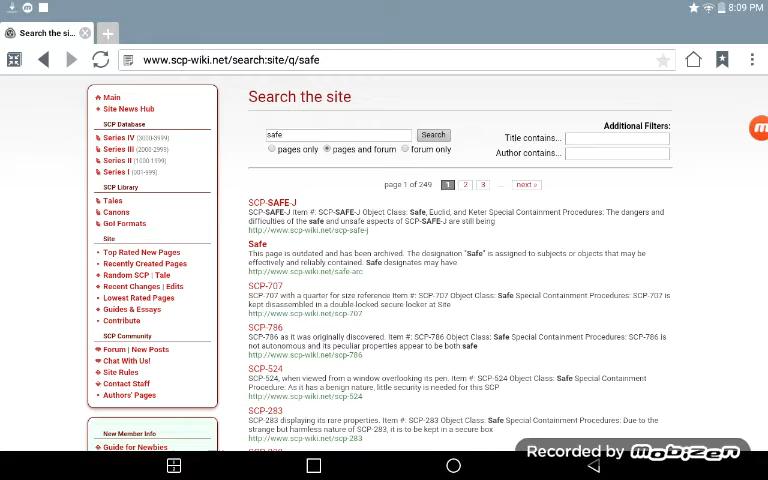 8:09 PM
Search the si...
www.scp-wiki.net/search:site/q/safe
Main
Site News Hub
SCP Database
Series IV (3000-3999)
Series III (2000-2999)
Series II (1000-1999)
Series I (001-999)
SCP Library
Tales
Canons
GoI Formats
Site
Top Rated New Pages
Recently Created Pages
Random SCP | Tale
Recent Changes | Edits
Lowest Rated Pages
Guides & Essays
Contribute
SCP Community
Forum | New Posts
Chat With Us!
Site Rules
Contact Staff
Authors' Pages
New Member Info
Guide for Newbies
Search the site
safe
Search
pages only pages and forum forum only
Additional Filters:
Title contains...
Author contains...
page 1 of 249 1 2 3 ... next »
SCP-SAFE-J
SCP-SAFE-J Item #: SCP-SAFE-J Object Class: Safe, Euclid, and Keter Special Containment Procedures: The dangers and
difficulties of the safe and unsafe aspects of SCP-SAFE-J are still being
http://www.scp-wiki.net/scp-safe-j
Safe
This page is outdated and has been archived. The designation "Safe" is assigned to subjects or objects that may be
effectively and reliably contained. Safe designates may have
http://www.scp-wiki.net/safe-arc
SCP-707
SCP-707 with a quarter for size reference Item #: SCP-707 Object Class: Safe Special Containment Procedures: SCP-707 is
kept disassembled in a double-locked secure locker at Site
http://www.scp-wiki.net/scp-707
SCP-786
SCP-786 as it was originally discovered. Item #: SCP-786 Object Class: Safe Special Containment Procedures: SCP-786 is
not autonomous and its peculiar properties appear to be both safe
http://www.scp-wiki.net/scp-786
SCP-524
SCP-524, when viewed from a window overlooking its pen. Item #: SCP-524 Object Class: Safe Special Containment
Procedure: As it has a benign nature, little security is needed for this SCP
http://www.scp-wiki.net/scp-524
SCP-283
SCP-283 displaying its rare properties. Item #: SCP-283 Object Class: Safe Special Containment Procedures: Due to the
strange but harmless nature of SCP-283, it is to be kept in a secure box
http://www.scp-wiki.net/scp-283
Recorded by mobizen